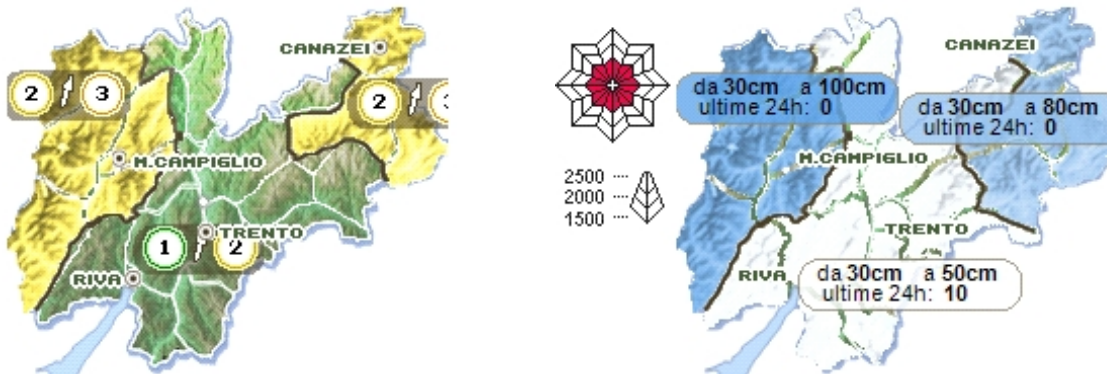 CANAZEI
2 3
2 3
M.CAMPIGLIO
TRENTO
1 2
RIVA
CANAZEI
da 30cm a 100cm
ultime 24h: 0
da 30cm a 80cm
ultime 24h: 0
M.CAMPIGLIO
2500
2000
1500
TRENTO
RIVA
da 30cm a 50cm
ultime 24h: 10